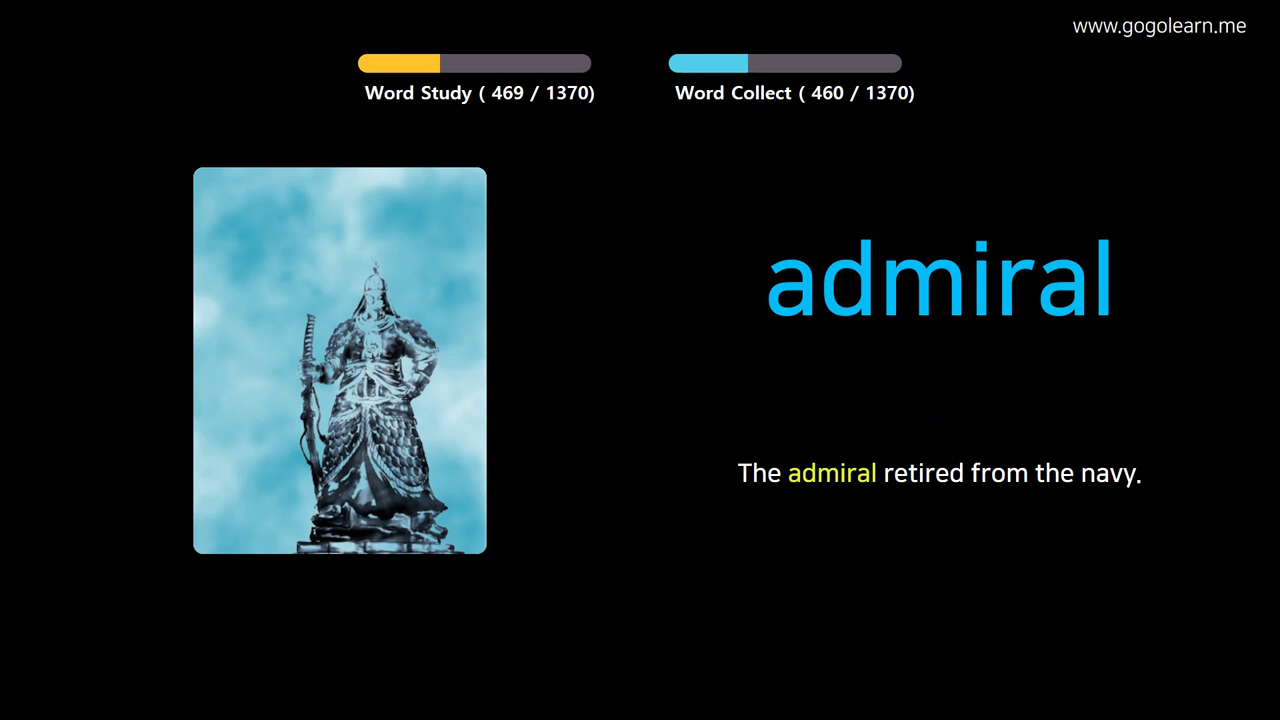 www.gogolearn.me
Word Study ( 469 / 1370)
Word Collect ( 460 / 1370)
admiral
The admiral retired from the navy.